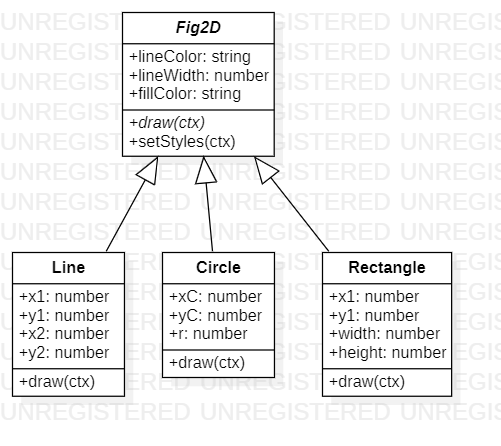 Fig2D
+lineColor: string
+lineWidth: number
+fillColor: string
+draw(ctx)
+setStyles(ctx)
Line
+x1: number
+y1: number
+x2: number
+y2: number
+draw(ctx)
Circle
+xC: number
+yC: number
+r: number
+draw(ctx)
Rectangle
+x1: number
+y1: number
+width: number
+height: number
+draw(ctx)
UNREGISTERED UNREGISTERED UNREGISTERED